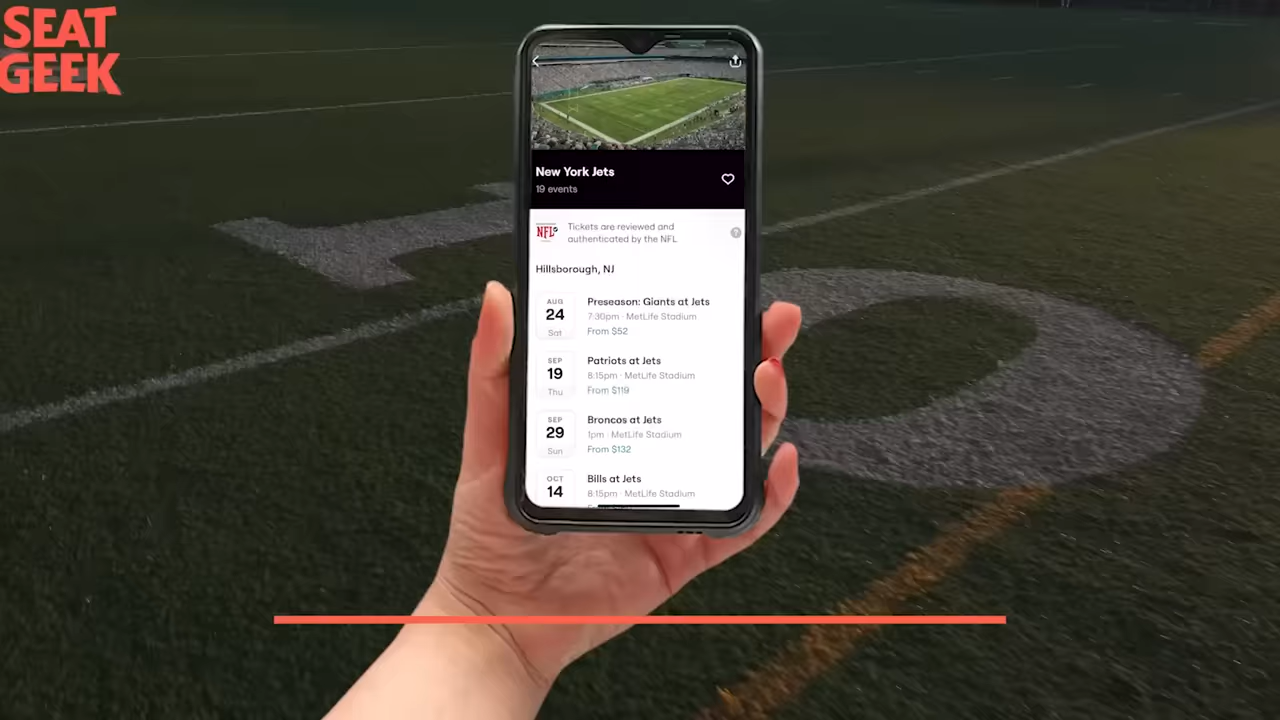 SEAT
GEEK
New York Jets
19 events
NFL
Tickets are reviewed and
authenticated by the NFL
?
Hillsborough, NJ
AUG
24
Sat
Preseason: Giants at Jets
7:30pm · MetLife Stadium
From $52
SEP
19
Thu
Patriots at Jets
8:15pm · MetLife Stadium
From $119
SEP
29
Sun
Broncos at Jets
1pm · MetLife Stadium
From $132
OCT
14
Bills at Jets
8:15pm · MetLife Stadium